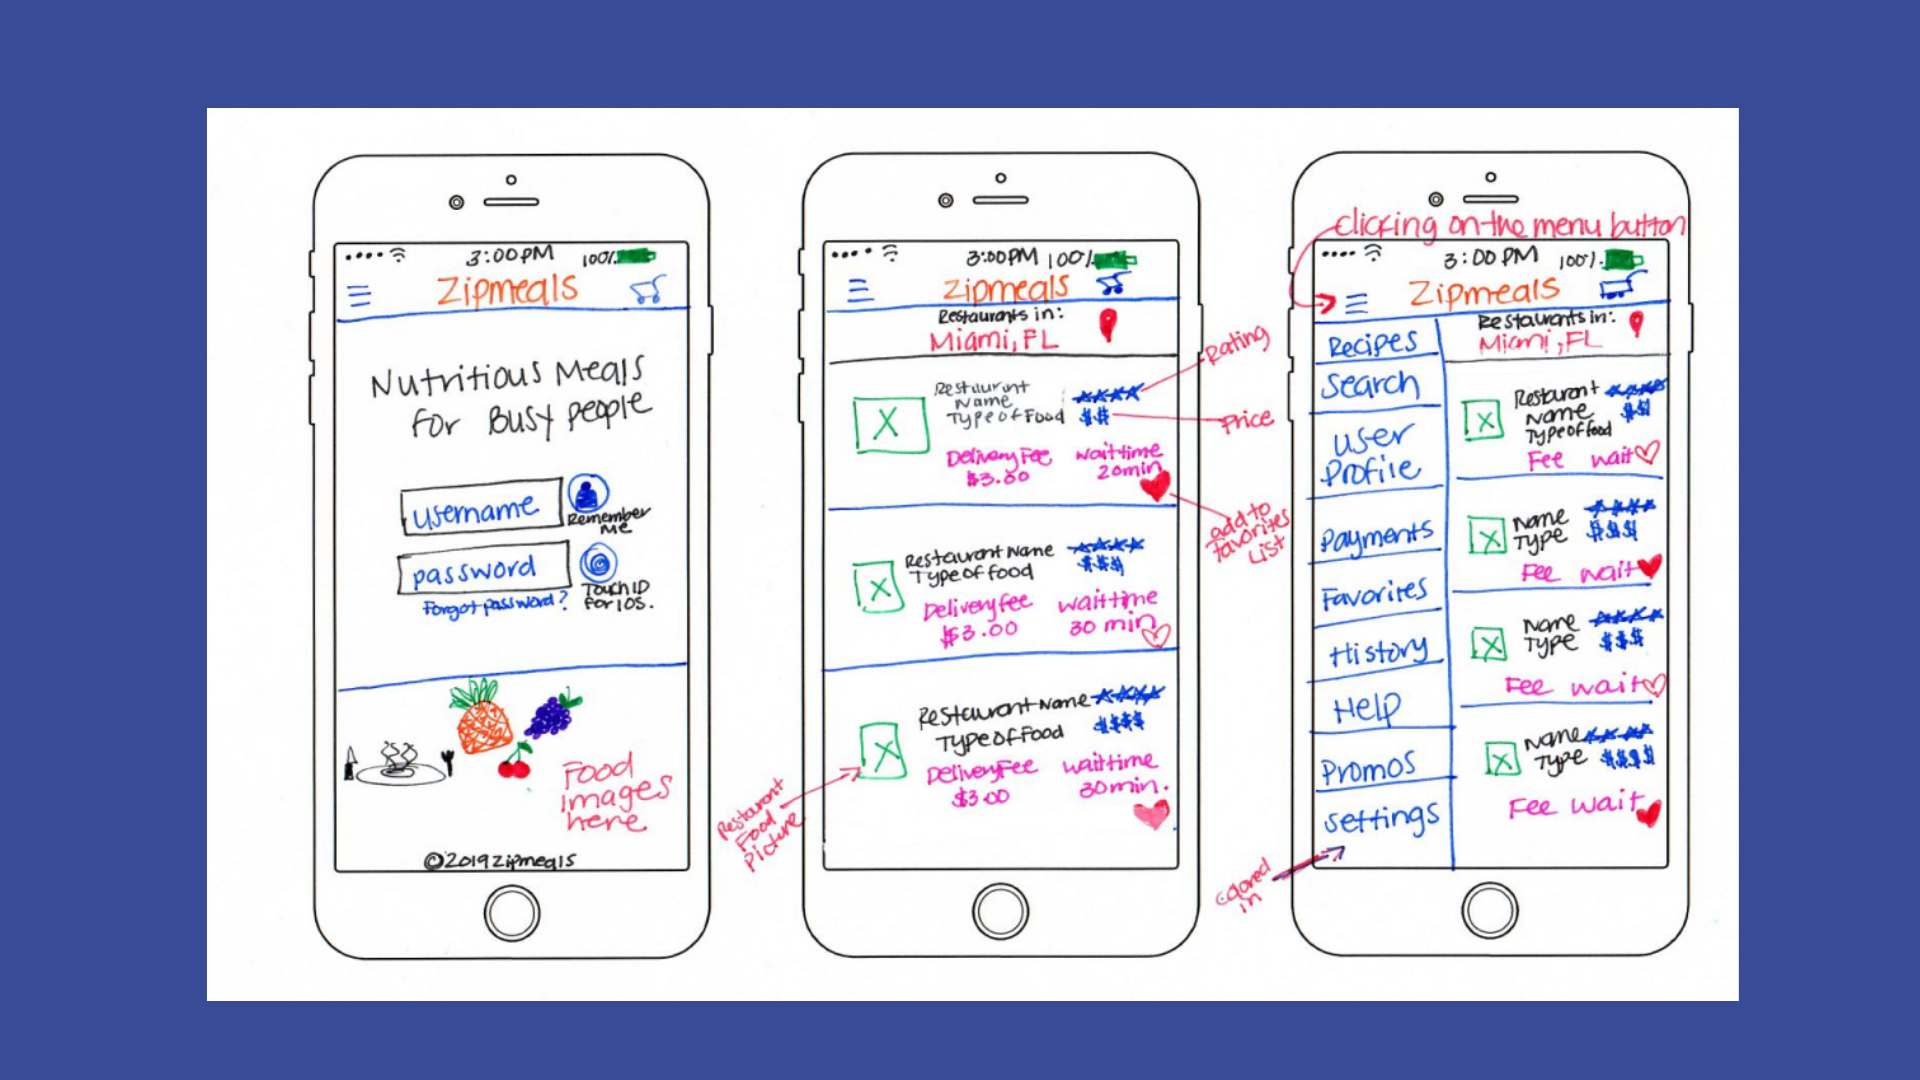 3:00PM 100%
Zipmeals
Nutritious Meals
for Busy people
username
Remember
Me
password
Touch ID
for IOS.
Forgot password?
Food
Images
here
©2019 Zipmeals
3:00PM 100%
Zipmeals
Restaurants in:
Miami, FL
Rating
Restaurant
Name
Type of Food
$$
Price
Delivery Fee
$3.00
wait time
20min
add to
favorites
List
Restaurant Name
Type of food
$$$
Delivery fee
$3.00
wait time
30 min
Restaurant Name
Type of Food
$$$$
Delivery Fee
$3.00
wait time
30min.
Restaurant
Food
Picture
Clicking on the menu button
3:00 PM 100%
Zipmeals
Recipes
Search
User
Profile
Payments
Favorites
History
Help
Promos
Settings
colored
in
Restaurants in:
Miami, FL
Restaurant
Name
Type of food
$$
Fee wait
Name
Type
$$$
Fee wait
Name
Type
$$$
Fee wait
Name
Type
$$$$
Fee wait